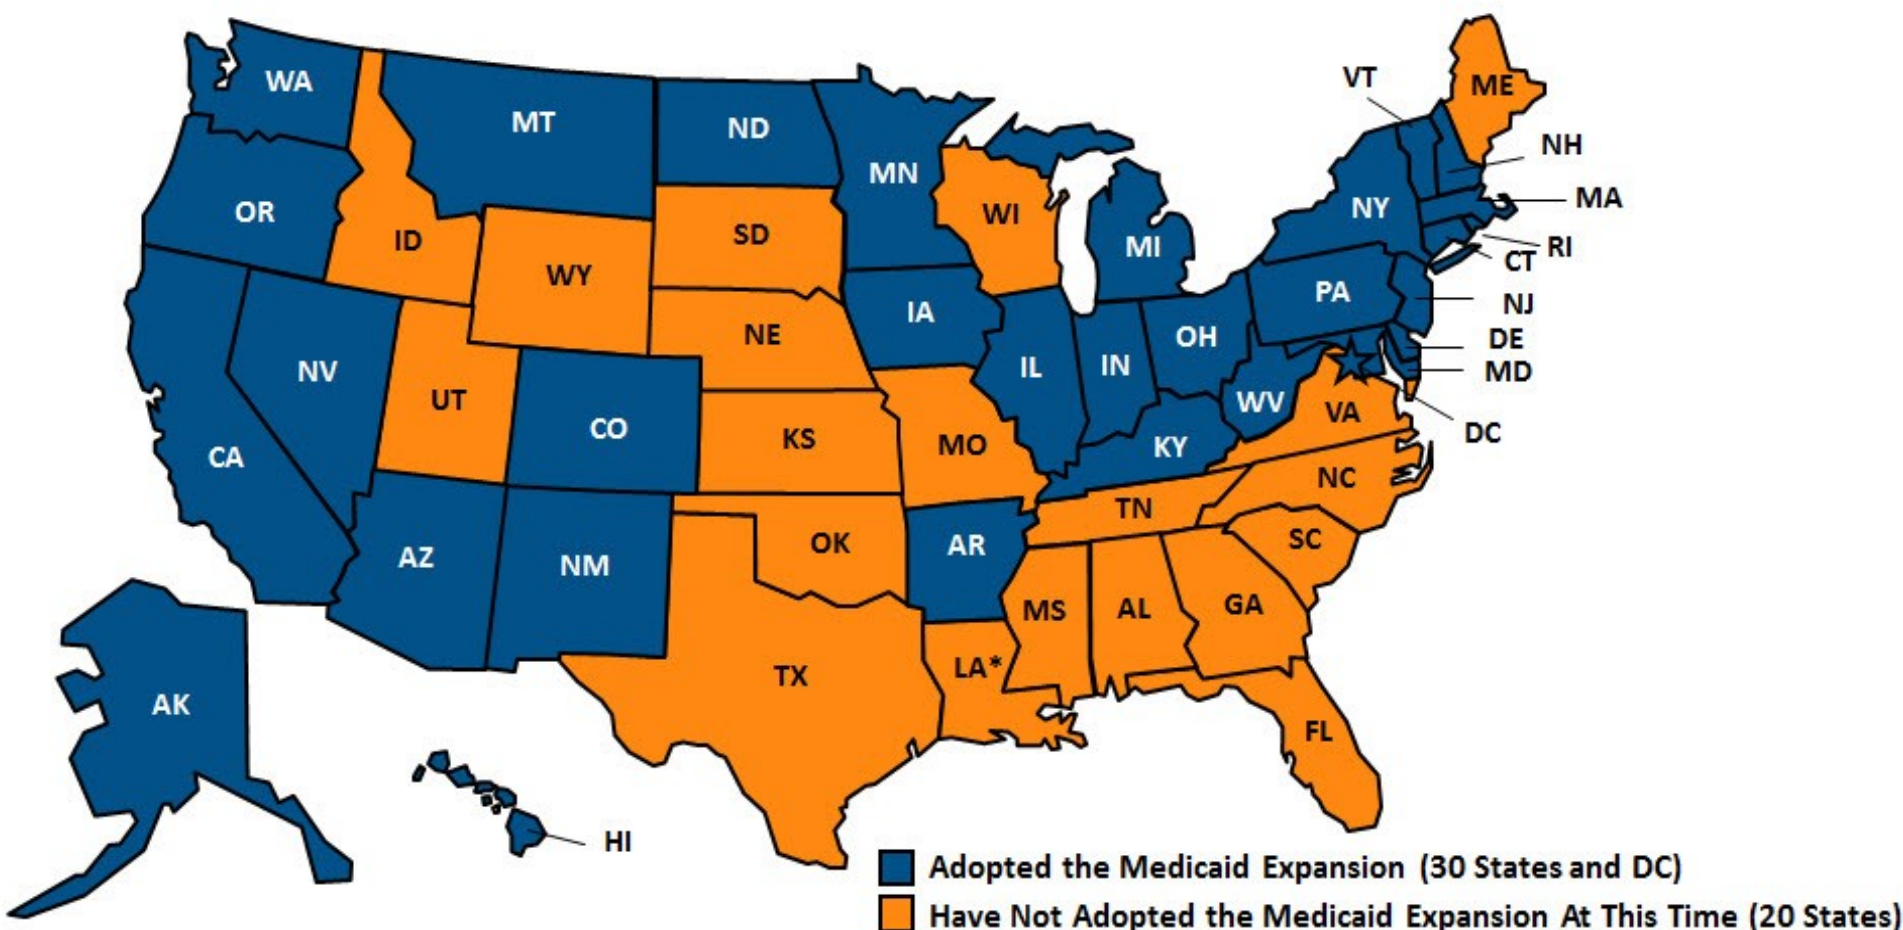 WA
MT
ND
MN
VT
ME
NH
MA
RI
CT
NJ
DE
MD
DC
OR
ID
WY
SD
WI
MI
NY
PA
NE
IA
IL
IN
OH
WV
VA
NV
UT
CO
KS
MO
KY
CA
NC
TN
SC
AZ
NM
OK
AR
MS
AL
GA
TX
LA*
FL
AK
HI
Adopted the Medicaid Expansion (30 States and DC)
Have Not Adopted the Medicaid Expansion At This Time (20 States)